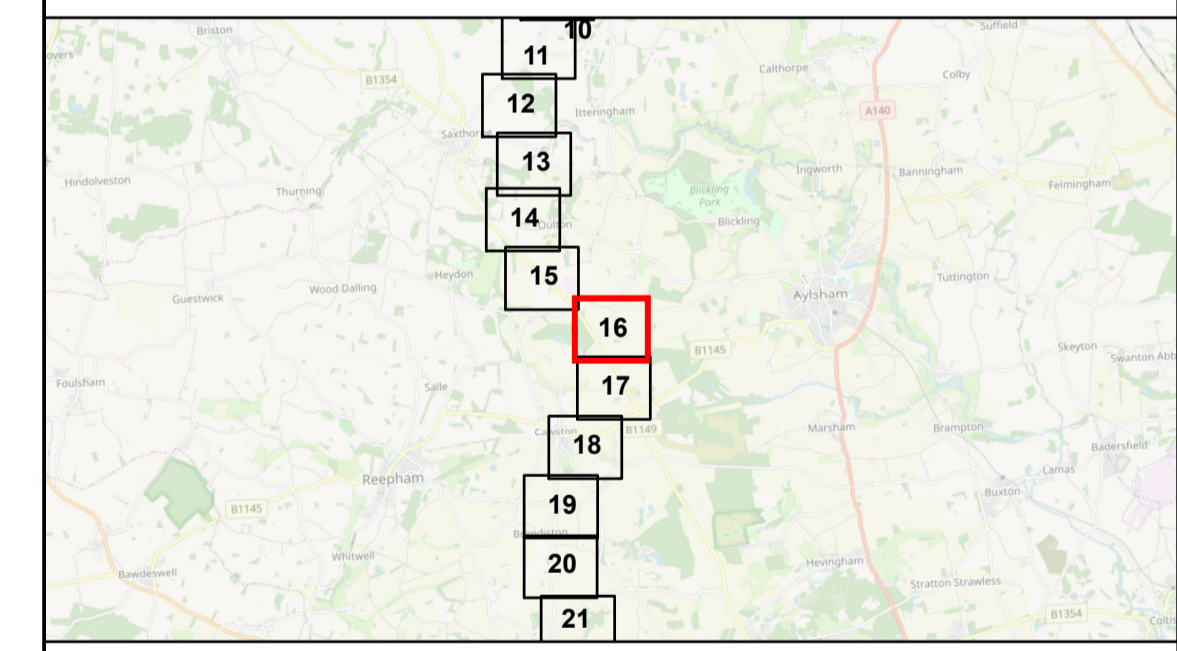 Briston
10
Suffield
overs
11
Calthorpe
Colby
B1354
12
Itteringham
A140
Saxthorpe
13
Ingworth
Banningham
Hindolveston
Thurning
Blickling
Park
Felmingham
14
Oulton
Blickling
Heydon
15
Tuttington
Wood Dalling
Guestwick
Aylsham
16
B1145
Skeyton
Swanton Abb
Foulsham
Salle
17
Cawston
B1149
Marsham
Brampton
18
Badersfield
Reepham
Lamas
Buxton
19
B1145
Brandiston
Whitwell
20
Hevingham
Bawdeswell
Stratton Strawless
21
B1354
Coltis